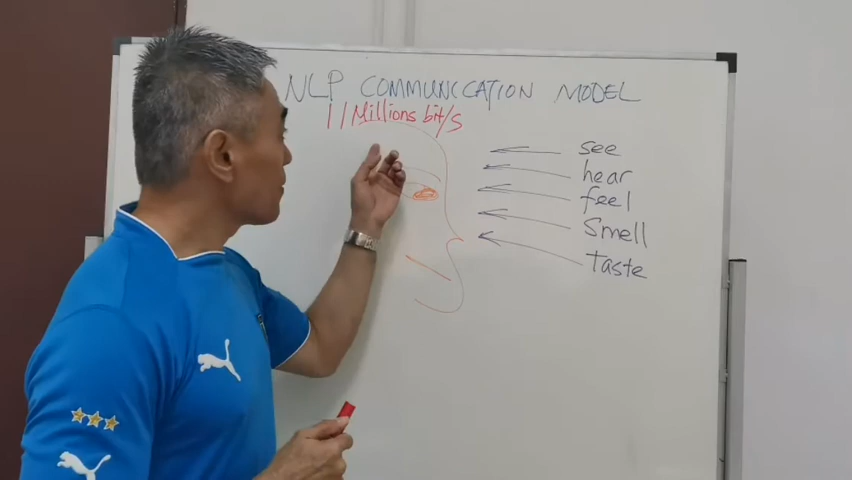 NLP COMMUNICATION MODEL
11 Millions bit/s
see
hear
feel
Smell
taste